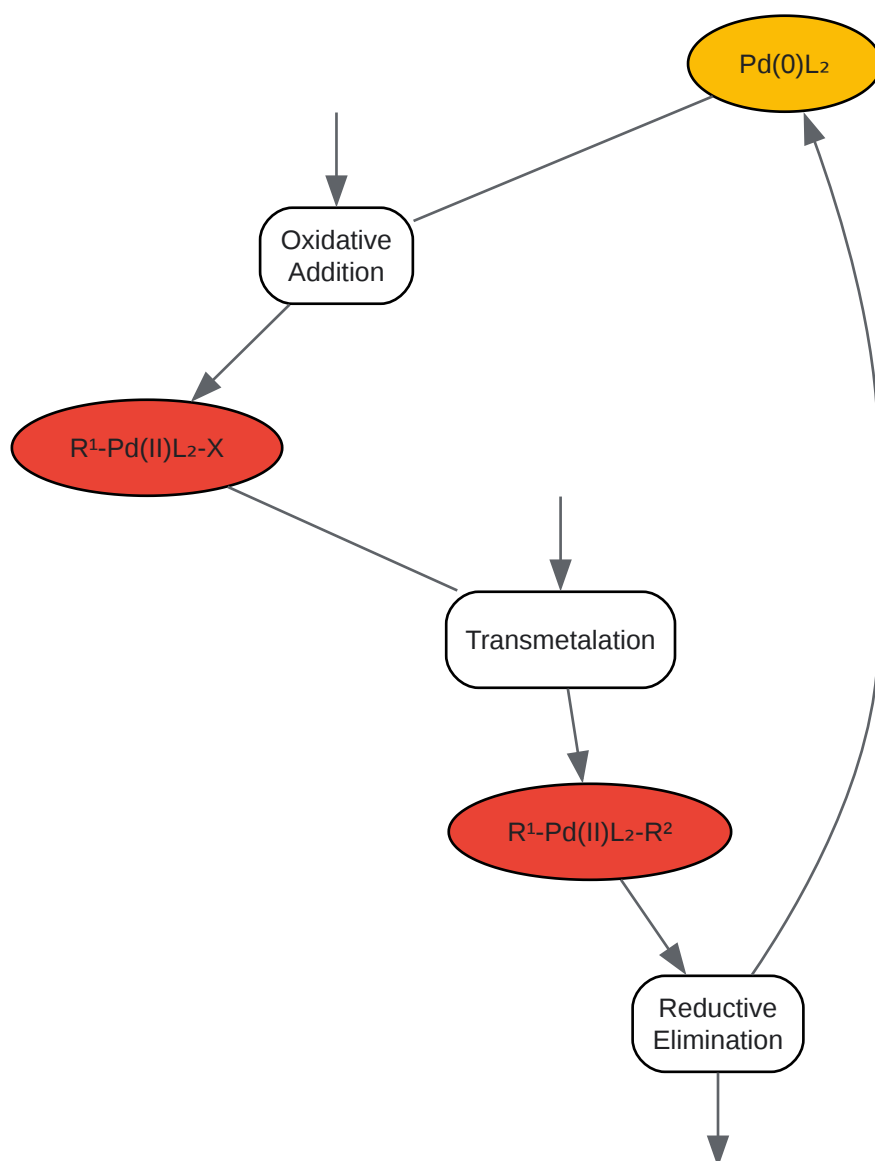 Pd(0)L₂
Oxidative
Addition
R¹-Pd(II)L₂-X
Transmetalation
R¹-Pd(II)L₂-R²
Reductive
Elimination